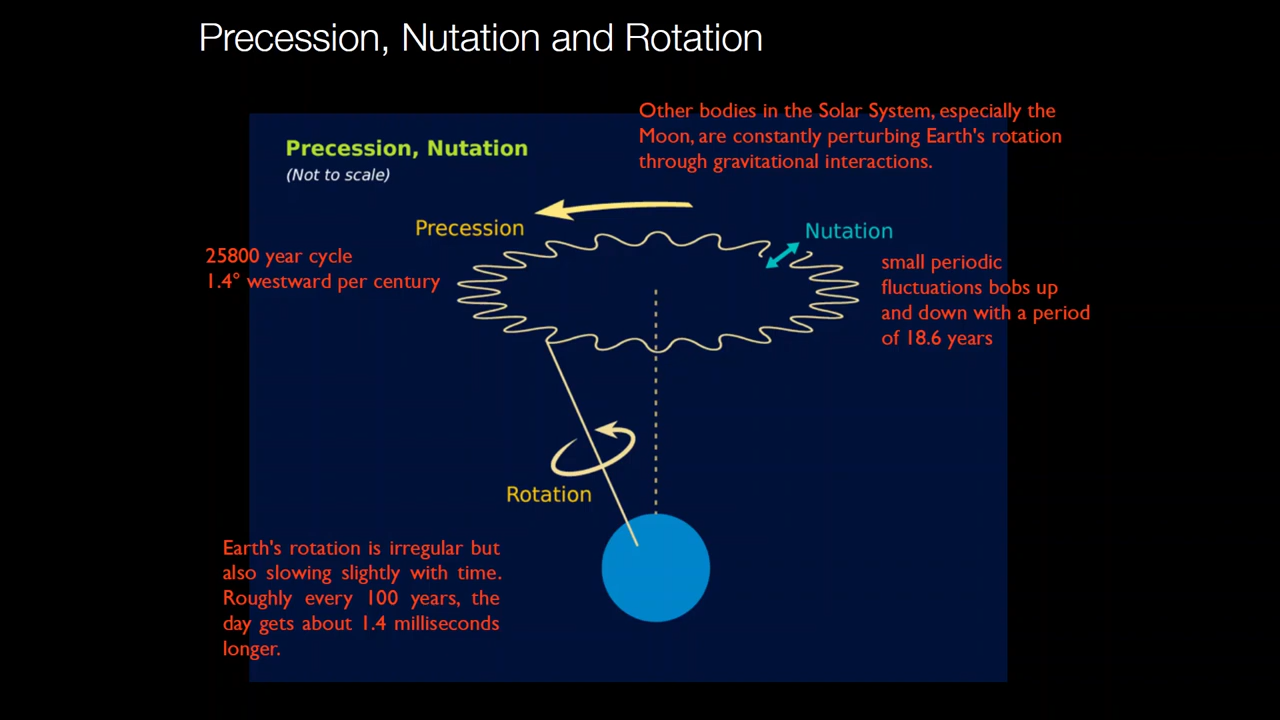 Precession, Nutation and Rotation
Other bodies in the Solar System, especially the
Moon, are constantly perturbing Earth's rotation
through gravitational interactions.
Precession, Nutation
(Not to scale)
Precession
Nutation
25800 year cycle
1.4° westward per century
small periodic
fluctuations bobs up
and down with a period
of 18.6 years
Rotation
Earth's rotation is irregular but
also slowing slightly with time.
Roughly every 100 years, the
day gets about 1.4 milliseconds
longer.